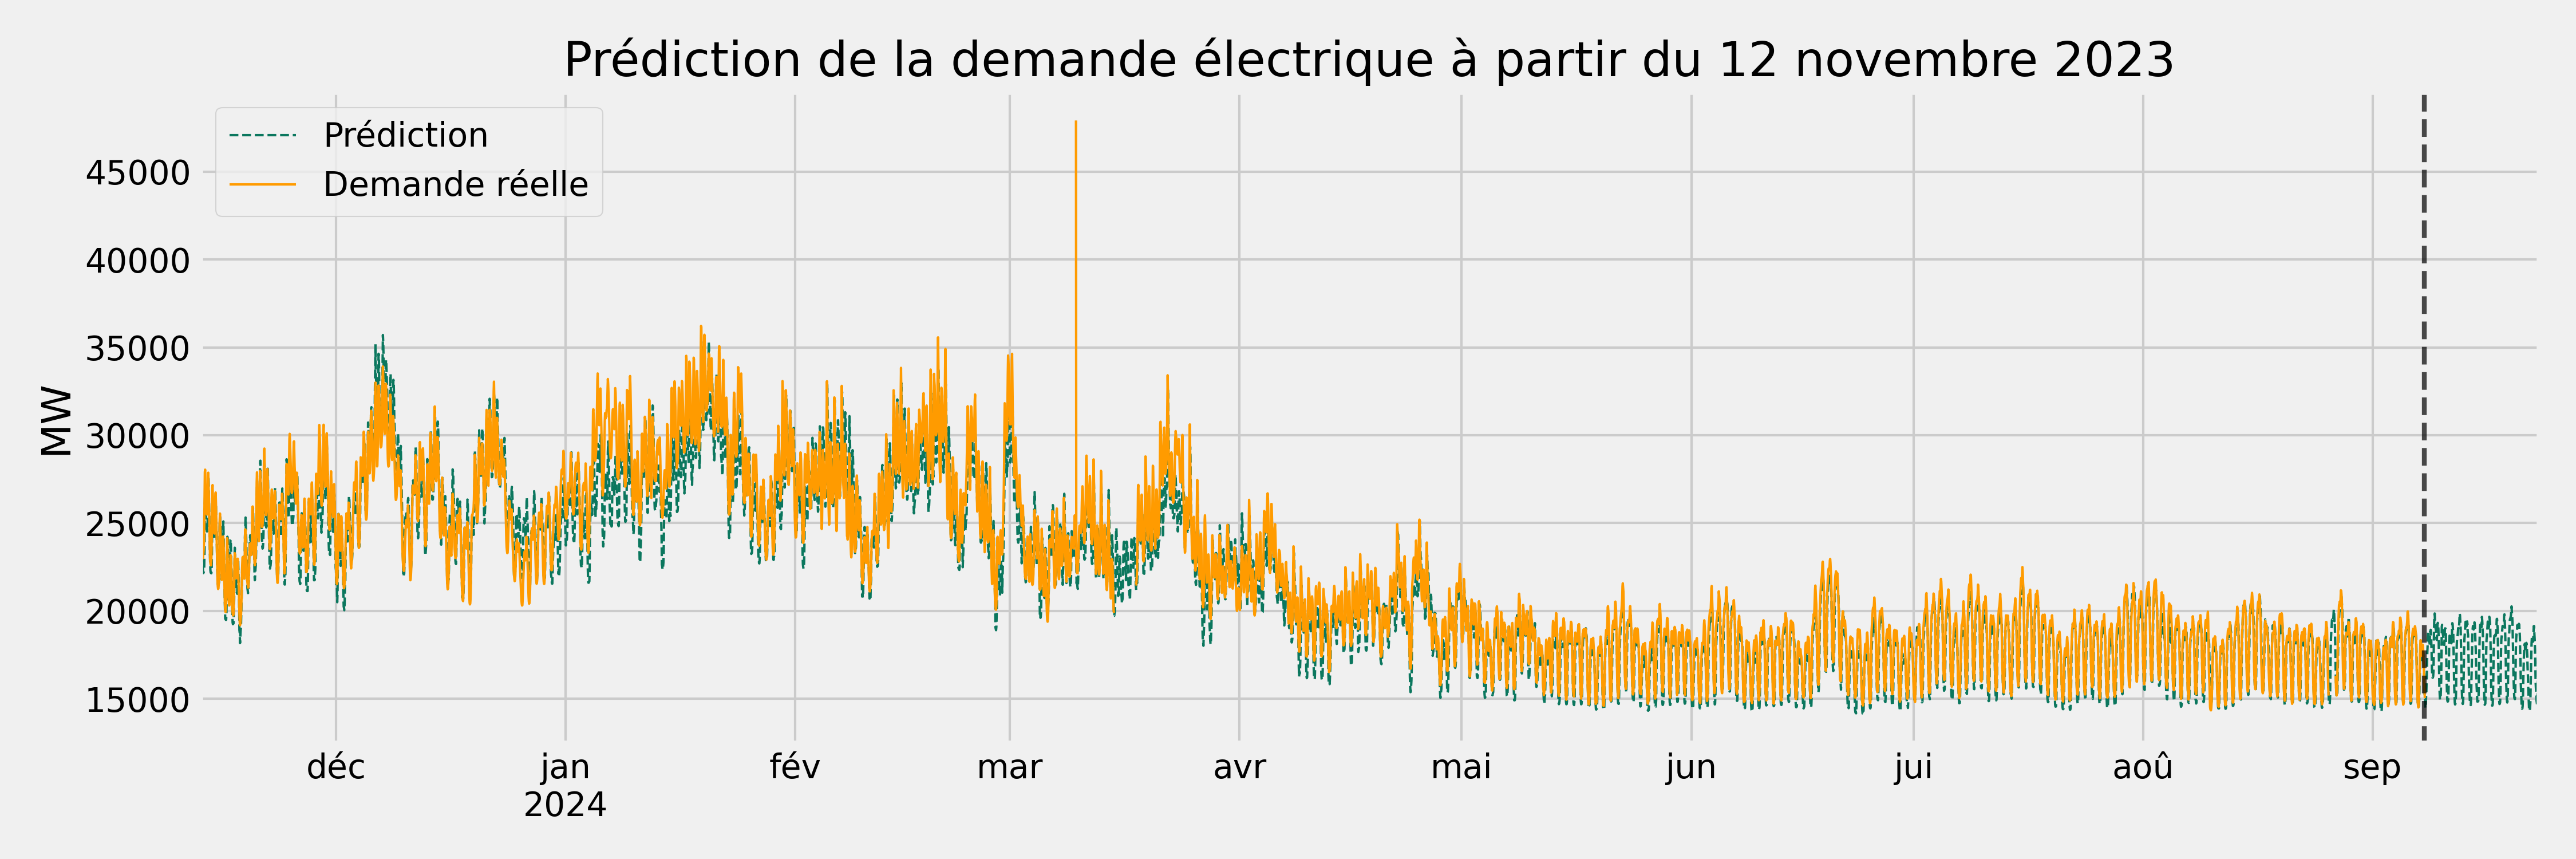 Prédiction de la demande électrique à partir du 12 novembre 2023
Prédiction
Demande réelle
45000
40000
35000
30000
25000
20000
15000
MW
déc
jan
2024
fév
mar
avr
mai
jun
jui
aoû
sep